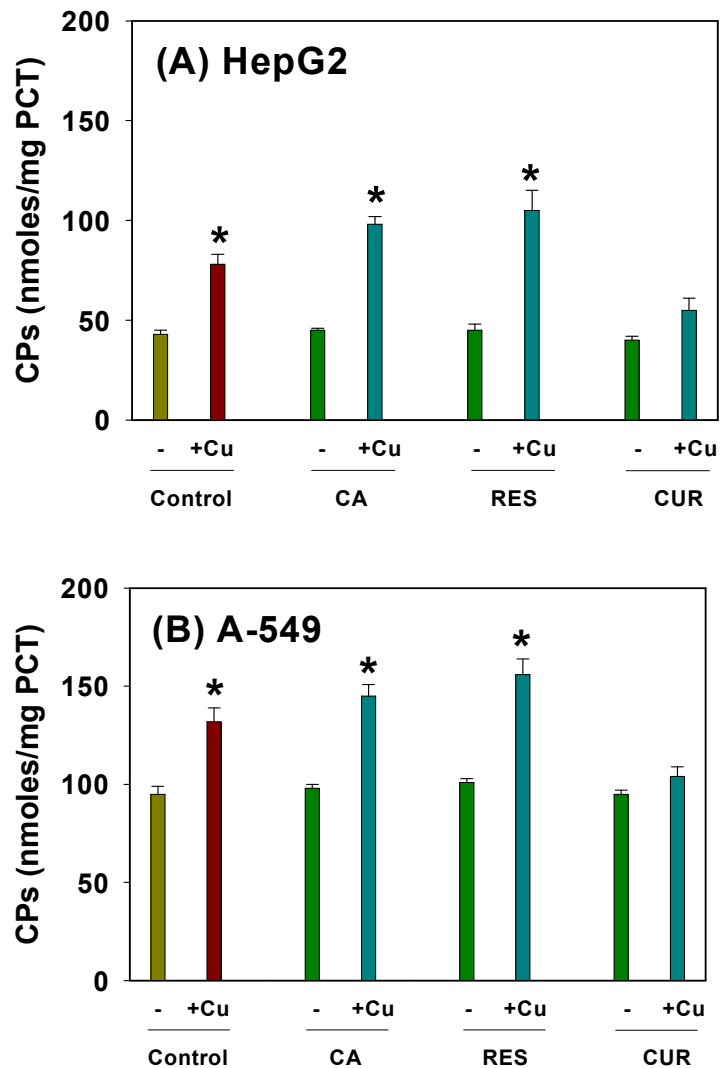 200
(A) HepG2
150
*
*
100
*
50
0
CPs (nmoles/mg PCT)
- +Cu - +Cu - +Cu - +Cu
Control CA RES CUR
200
(B) A-549
*
*
150
*
100
50
0
CPs (nmoles/mg PCT)
- +Cu - +Cu - +Cu - +Cu
Control CA RES CUR